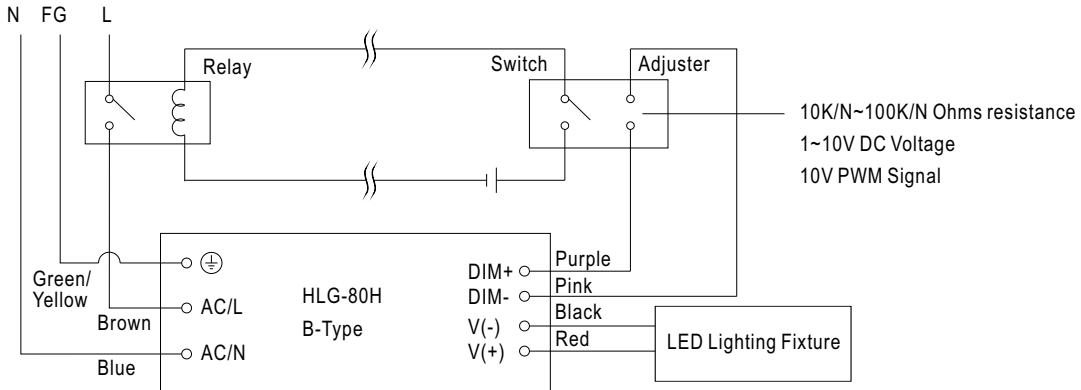 N FG L
Relay
Switch
Adjuster
10K/N~100K/N Ohms resistance
1~10V DC Voltage
10V PWM Signal
Green/
Yellow
Brown
Blue
AC/L
AC/N
HLG-80H
B-Type
DIM+
DIM-
V(-)
V(+)
Purple
Pink
Black
Red
LED Lighting Fixture